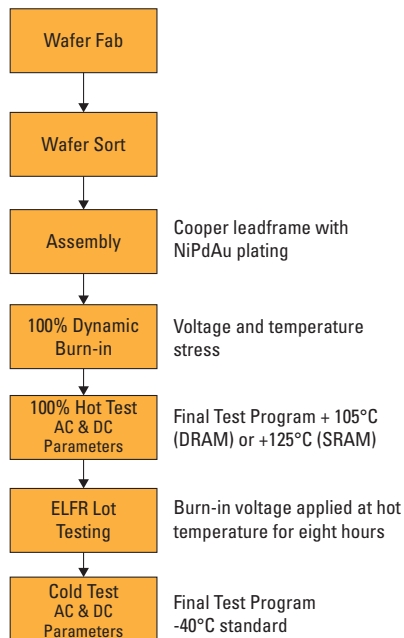 Wafer Fab
Wafer Sort
Assembly
Cooper leadframe with
NiPdAu plating
100% Dynamic
Burn-in
Voltage and temperature
stress
100% Hot Test
AC & DC
Parameters
Final Test Program + 105°C
(DRAM) or +125°C (SRAM)
ELFR Lot
Testing
Burn-in voltage applied at hot
temperature for eight hours
Cold Test
AC & DC
Parameters
Final Test Program
-40°C standard